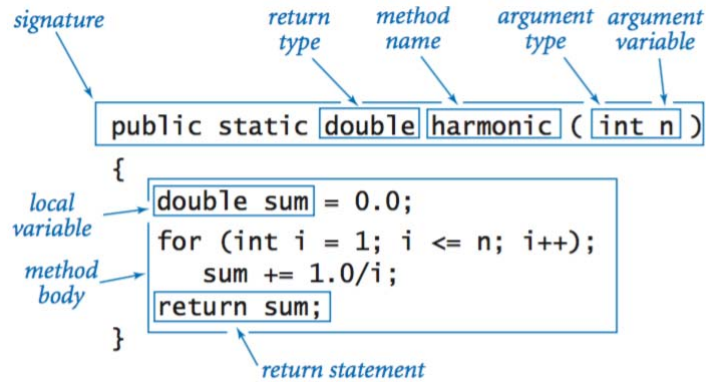 signature
return type
method name
argument type
argument variable
public static double harmonic ( int n )
{
local variable
double sum = 0.0;
for (int i = 1; i <= n; i++);
method body
sum += 1.0/i;
return sum;
}
return statement